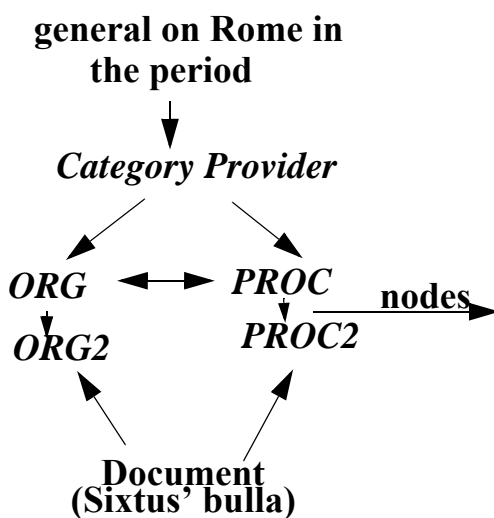 general on Rome in
the period
Category Provider
ORG PROC
nodes
ORG2 PROC2
Document
(Sixtus’ bulla)